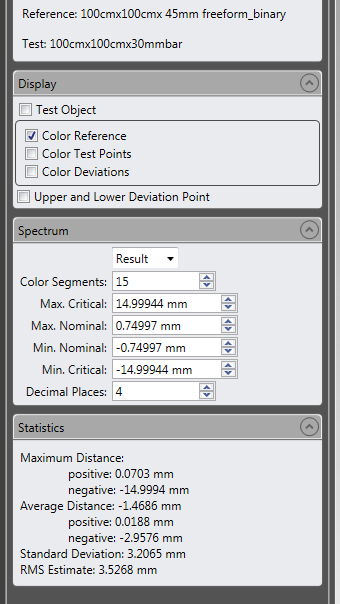 Reference: 100cmx100cmx 45mm freeform_binary
Test: 100cmx100cmx30mmbar
Display
Test Object
Color Reference
Color Test Points
Color Deviations
Upper and Lower Deviation Point
Spectrum
Result
Color Segments: 15
Max. Critical: 14.99944 mm
Max. Nominal: 0.74997 mm
Min. Nominal: -0.74997 mm
Min. Critical: -14.99944 mm
Decimal Places: 4
Statistics
Maximum Distance:
positive: 0.0703 mm
negative: -14.9994 mm
Average Distance: -1.4686 mm
positive: 0.0188 mm
negative: -2.9576 mm
Standard Deviation: 3.2065 mm
RMS Estimate: 3.5268 mm